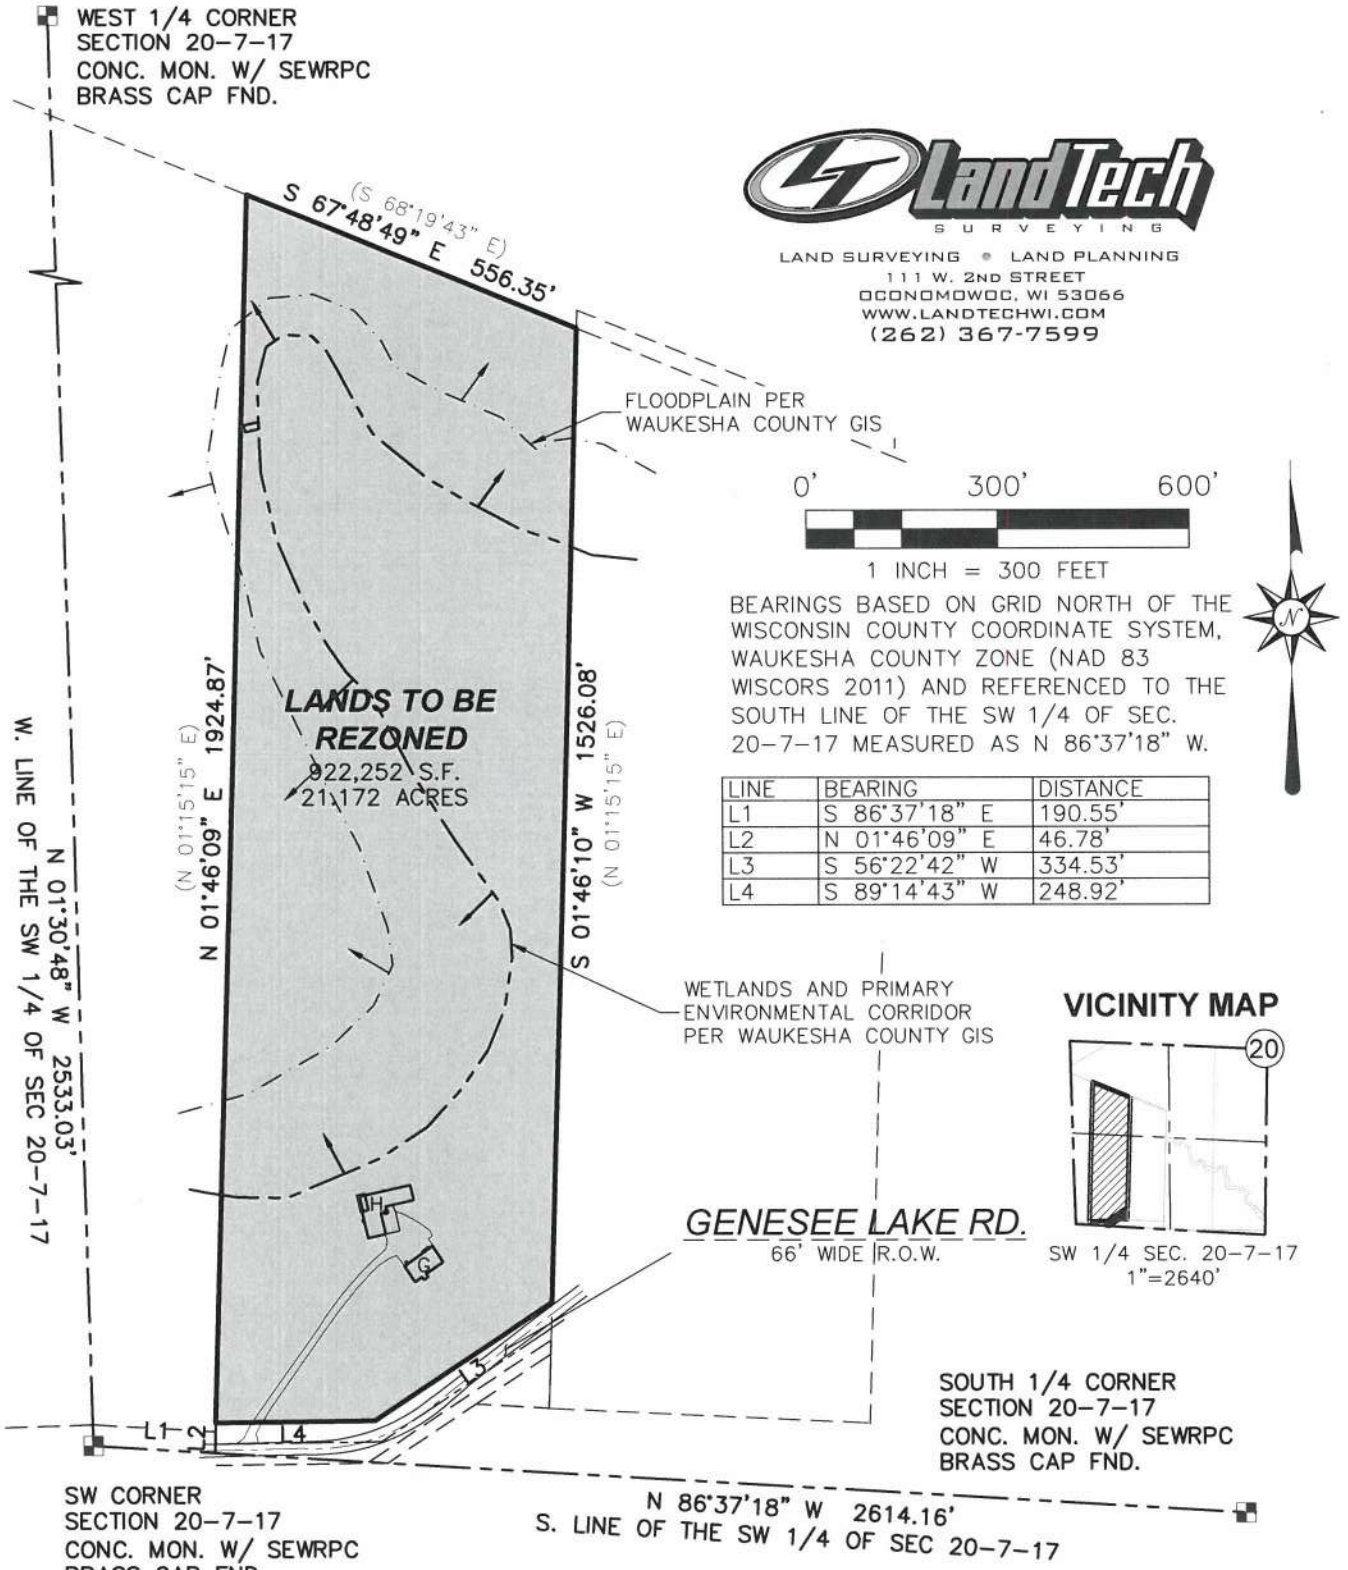 WEST 1/4 CORNER
SECTION 20-7-17
CONC. MON. W/ SEWRPC
BRASS CAP FND.
LT LandTech
SURVEYING
LAND SURVEYING • LAND PLANNING
111 W. 2ND STREET
OCONOMOWOC, WI 53066
WWW.LANDTECHWI.COM
(262) 367-7599
(S 68°19'43" E)
S 67°48'49" E 556.35'
FLOODPLAIN PER
WAUKESHA COUNTY GIS
0' 300' 600'
1 INCH = 300 FEET
BEARINGS BASED ON GRID NORTH OF THE
WISCONSIN COUNTY COORDINATE SYSTEM,
WAUKESHA COUNTY ZONE (NAD 83
WISCORS 2011) AND REFERENCED TO THE
SOUTH LINE OF THE SW 1/4 OF SEC.
20-7-17 MEASURED AS N 86°37'18" W.
N
LINE BEARING DISTANCE
L1 S 86°37'18" E 190.55'
L2 N 01°46'09" E 46.78'
L3 S 56°22'42" W 334.53'
L4 S 89°14'43" W 248.92'
LANDS TO BE
REZONED
922,252 S.F.
21.172 ACRES
(N 01°15'15" E)
N 01°46'09" E 1924.87'
S 01°46'10" W 1526.08'
(N 01°15'15" E)
N 01°30'48" W 2533.03'
W. LINE OF THE SW 1/4 OF SEC 20-7-17
WETLANDS AND PRIMARY
ENVIRONMENTAL CORRIDOR
PER WAUKESHA COUNTY GIS
VICINITY MAP
20
SW 1/4 SEC. 20-7-17
1"=2640'
H
G
GENESEE LAKE RD.
66' WIDE R.O.W.
L3
L1
L2
L4
SOUTH 1/4 CORNER
SECTION 20-7-17
CONC. MON. W/ SEWRPC
BRASS CAP FND.
N 86°37'18" W 2614.16'
S. LINE OF THE SW 1/4 OF SEC 20-7-17
SW CORNER
SECTION 20-7-17
CONC. MON. W/ SEWRPC
BRASS CAP FND.